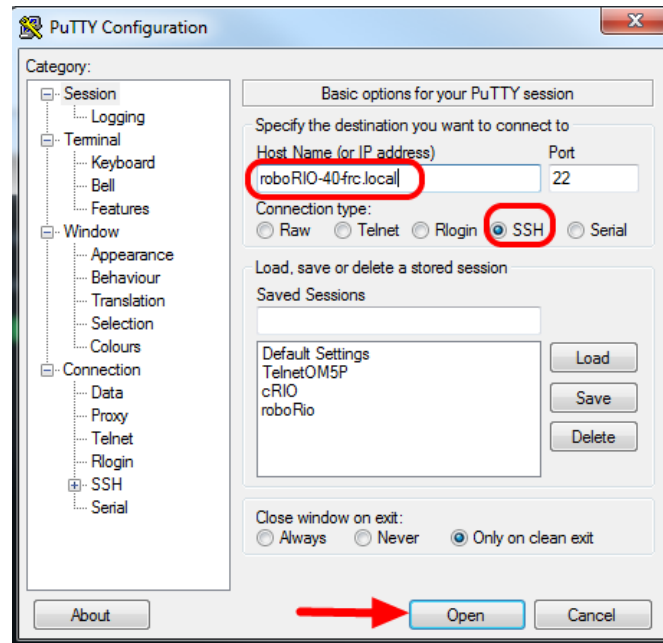 PuTTY Configuration
Category:
Session
Logging
Terminal
Keyboard
Bell
Features
Window
Appearance
Behaviour
Translation
Selection
Colours
Connection
Data
Proxy
Telnet
Rlogin
SSH
Serial
Basic options for your PuTTY session
Specify the destination you want to connect to
Host Name (or IP address) Port
roboRIO-40-frc.local 22
Connection type:
Raw Telnet Rlogin SSH Serial
Load, save or delete a stored session
Saved Sessions
Default Settings
TelnetOM5P
cRIO
roboRio
Load
Save
Delete
Close window on exit:
Always Never Only on clean exit
About Open Cancel